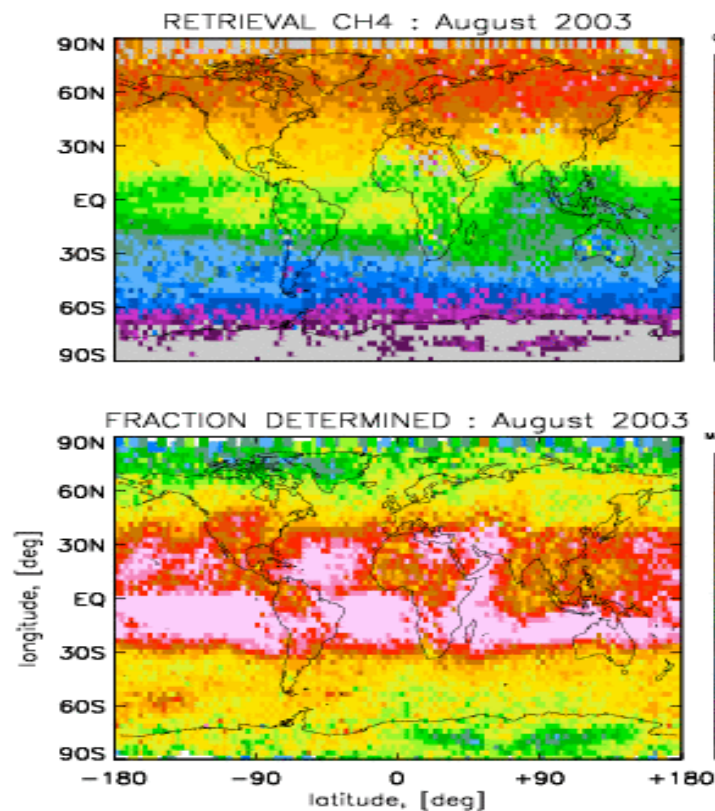 RETRIEVAL CH4 : August 2003
90N
60N
30N
EQ
30S
60S
90S
FRACTION DETERMINED : August 2003
90N
60N
30N
EQ
30S
60S
90S
longitude, [deg]
-180 -90 0 +90 +180
latitude, [deg]